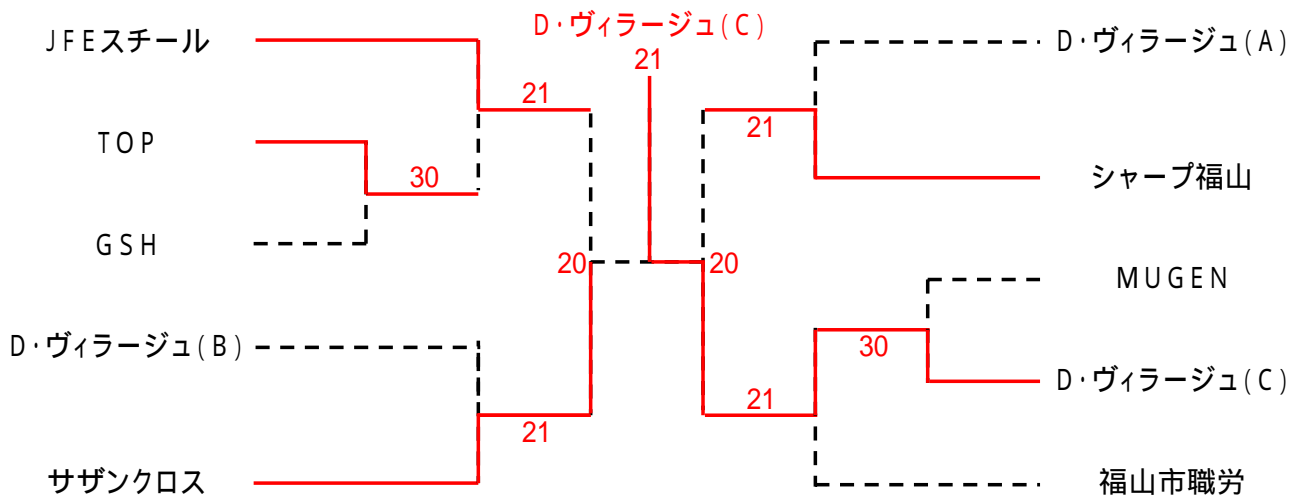 D・ヴィラージュ(C)
21
JFEスチール
21
TOP
30
GSH
20
D・ヴィラージュ(B)
21
サザンクロス
D・ヴィラージュ(A)
21
シャープ福山
20
MUGEN
30
D・ヴィラージュ(C)
21
福山市職労